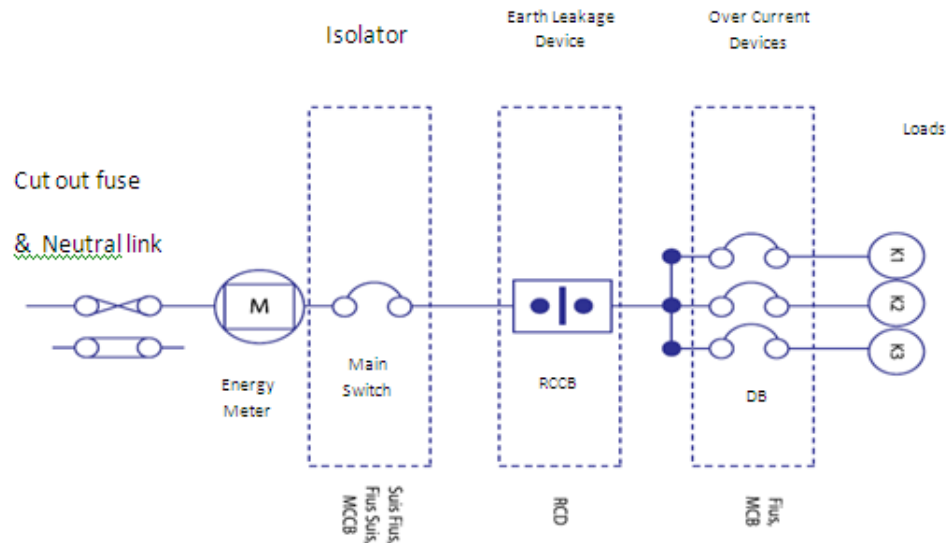 Isolator
Earth Leakage
Device
Over Current
Devices
Loads
Cut out fuse
& Neutral link
M
Energy
Meter
Main
Switch
RCCB
DB
K1
K2
K3
Suis Fius,
Fius Suis,
MCCB
RCD
Fius,
MCB